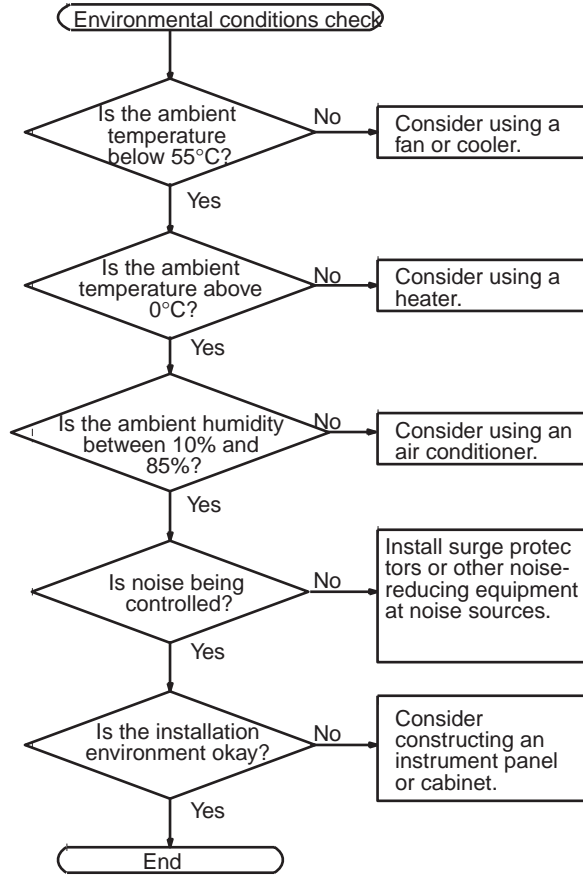 Environmental conditions check
Is the ambient
temperature
below 55°C?
No
Consider using a
fan or cooler.
Yes
Is the ambient
temperature above
0°C?
No
Consider using a
heater.
Yes
Is the ambient humidity
between 10% and
85%?
No
Consider using an
air conditioner.
Yes
Is noise being
controlled?
No
Install surge protec
tors or other noise-
reducing equipment
at noise sources.
Yes
Is the installation
environment okay?
No
Consider
constructing an
instrument panel
or cabinet.
Yes
End